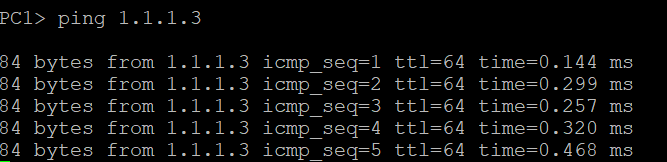 PC1> ping 1.1.1.3
84 bytes from 1.1.1.3 icmp_seq=1 ttl=64 time=0.144 ms
84 bytes from 1.1.1.3 icmp_seq=2 ttl=64 time=0.299 ms
84 bytes from 1.1.1.3 icmp_seq=3 ttl=64 time=0.257 ms
84 bytes from 1.1.1.3 icmp_seq=4 ttl=64 time=0.320 ms
84 bytes from 1.1.1.3 icmp_seq=5 ttl=64 time=0.468 ms